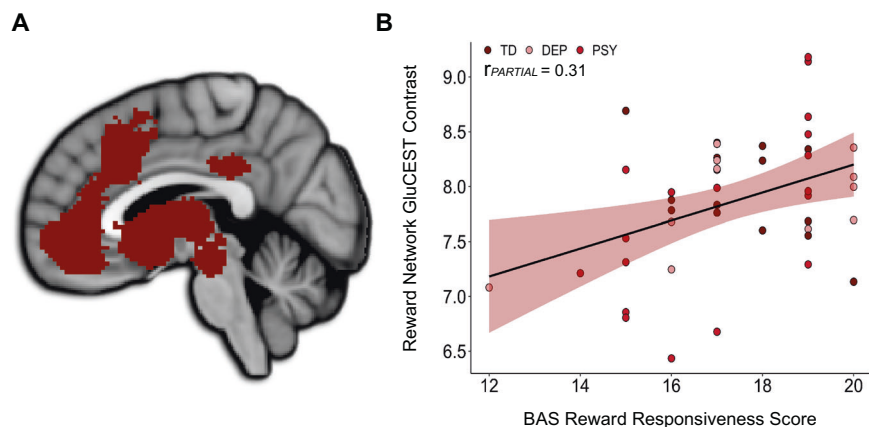 A
B
TD DEP PSY
rPARTIAL = 0.31
9.0
8.5
8.0
7.5
7.0
6.5
Reward Network GluCEST Contrast
12 14 16 18 20
BAS Reward Responsiveness Score